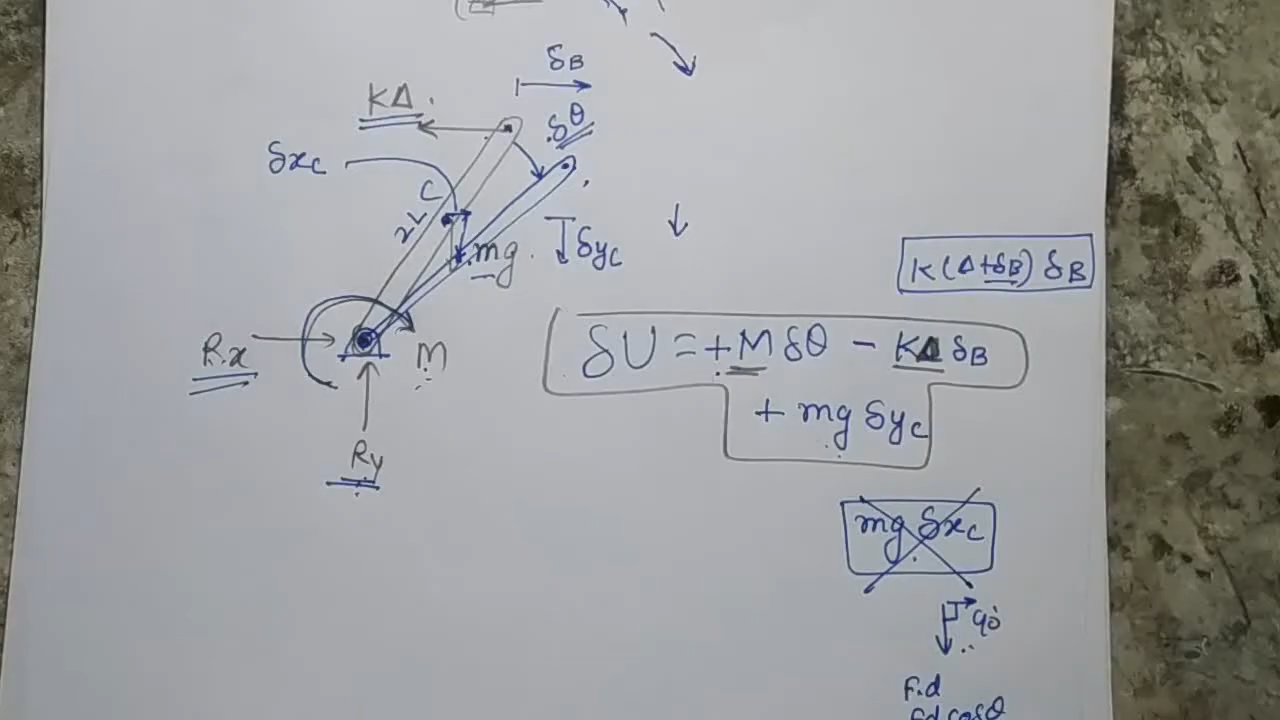 δB
KΔ.
δθ
δxc
C
mg.
δyc
K(Δ+δB) δB
Rx
M
δU = +M δθ − KΔ δB
+ mg δyc
Ry
mg δxc
90°
F.d
Fd cosθ